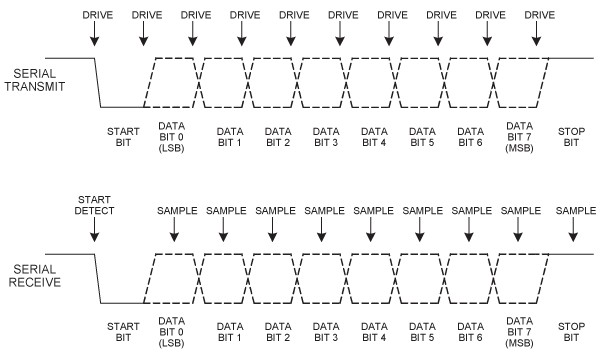 DRIVE DRIVE DRIVE DRIVE DRIVE DRIVE DRIVE DRIVE DRIVE DRIVE
SERIAL
TRANSMIT
START
BIT
DATA
BIT 0
(LSB)
DATA
BIT 1
DATA
BIT 2
DATA
BIT 3
DATA
BIT 4
DATA
BIT 5
DATA
BIT 6
DATA
BIT 7
(MSB)
STOP
BIT
START
DETECT
SAMPLE SAMPLE SAMPLE SAMPLE SAMPLE SAMPLE SAMPLE SAMPLE SAMPLE
SERIAL
RECEIVE
START
BIT
DATA
BIT 0
(LSB)
DATA
BIT 1
DATA
BIT 2
DATA
BIT 3
DATA
BIT 4
DATA
BIT 5
DATA
BIT 6
DATA
BIT 7
(MSB)
STOP
BIT